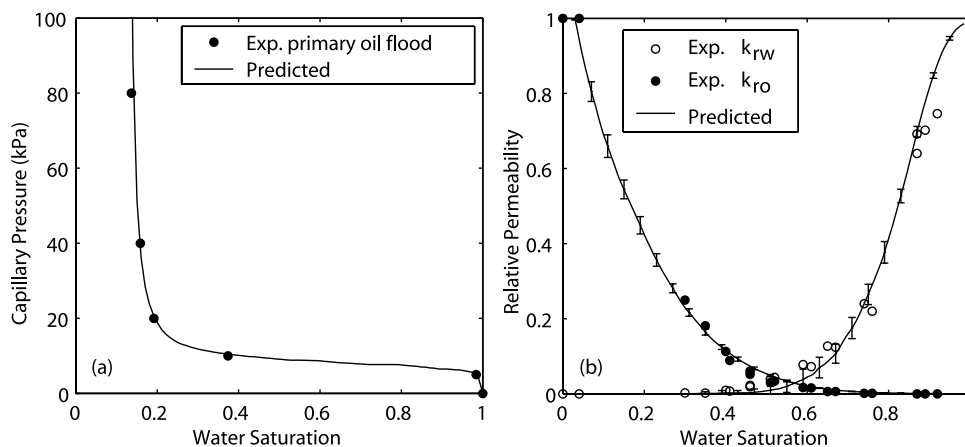 100
80
60
40
20
0
Capillary Pressure (kPa)
Exp. primary oil flood
Predicted
(a)
0 0.2 0.4 0.6 0.8 1
Water Saturation
1
0.8
0.6
0.4
0.2
0
Relative Permeability
Exp. krw
Exp. kro
Predicted
(b)
0 0.2 0.4 0.6 0.8
Water Saturation